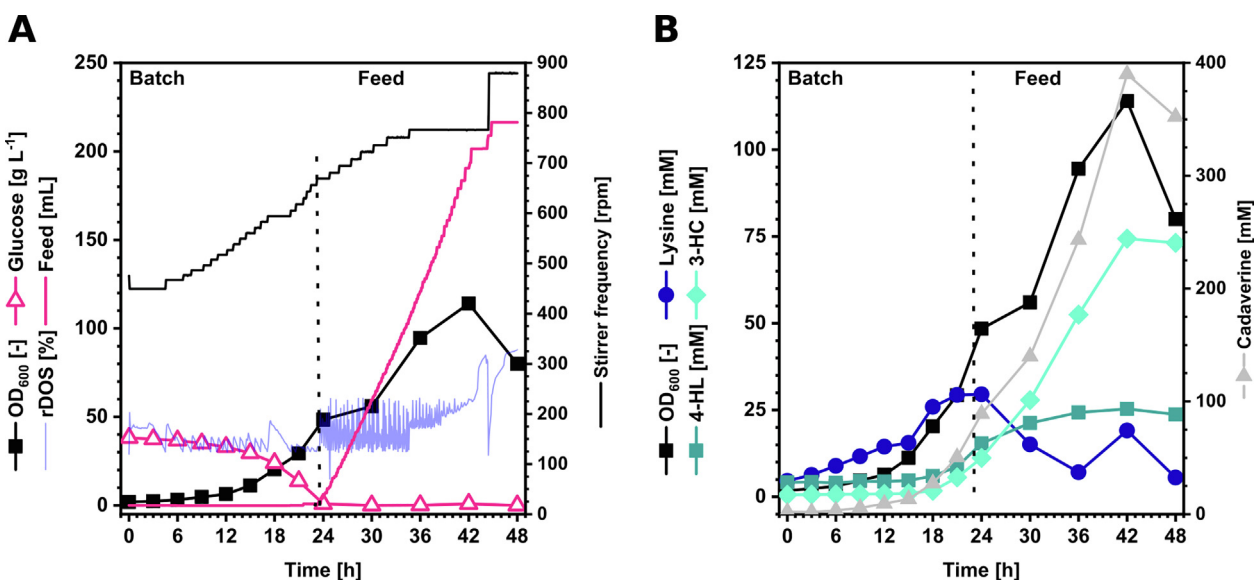 A
B
Batch
Feed
250
200
150
100
50
0
900
800
700
600
500
400
300
200
100
0
0
6
12
18
24
30
36
42
48
Time [h]
OD600 [-]
Glucose [g L-1]
rDOS [%]
Feed [mL]
Stirrer frequency [rpm]
Batch
Feed
125
100
75
50
25
0
400
300
200
100
0
0
6
12
18
24
30
36
42
48
Time [h]
OD600 [-]
Lysine [mM]
4-HL [mM]
3-HC [mM]
Cadaverine [mM]